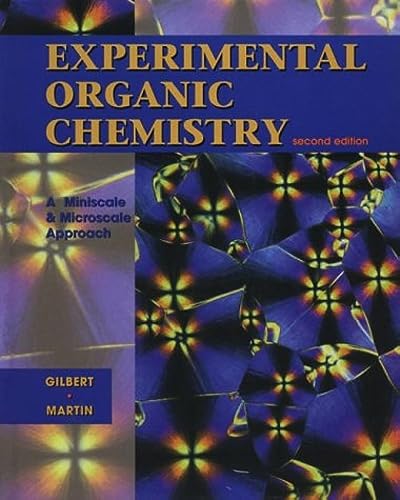 EXPERIMENTAL
ORGANIC
CHEMISTRY second edition
A Miniscale
& Microscale
Approach
GILBERT
•
MARTIN